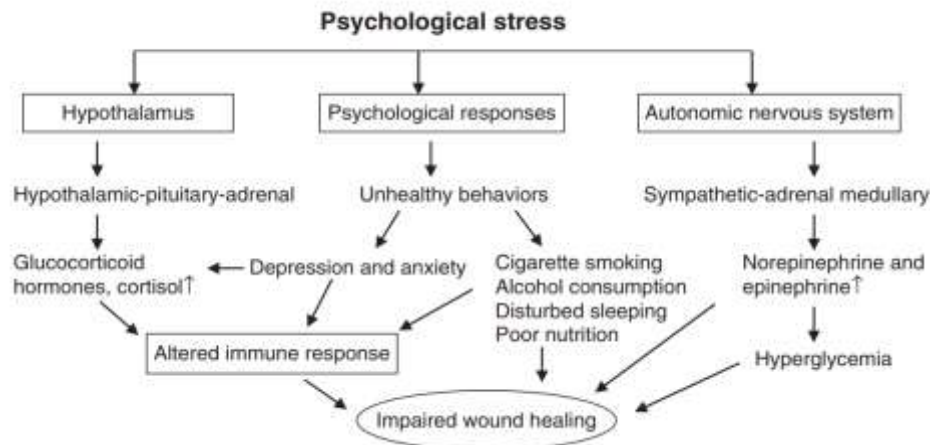 Psychological stress
Hypothalamus
Psychological responses
Autonomic nervous system
Hypothalamic-pituitary-adrenal
Unhealthy behaviors
Sympathetic-adrenal medullary
Glucocorticoid
hormones, cortisol↑
Depression and anxiety
Cigarette smoking
Alcohol consumption
Disturbed sleeping
Poor nutrition
Norepinephrine and
epinephrine↑
Altered immune response
Hyperglycemia
Impaired wound healing